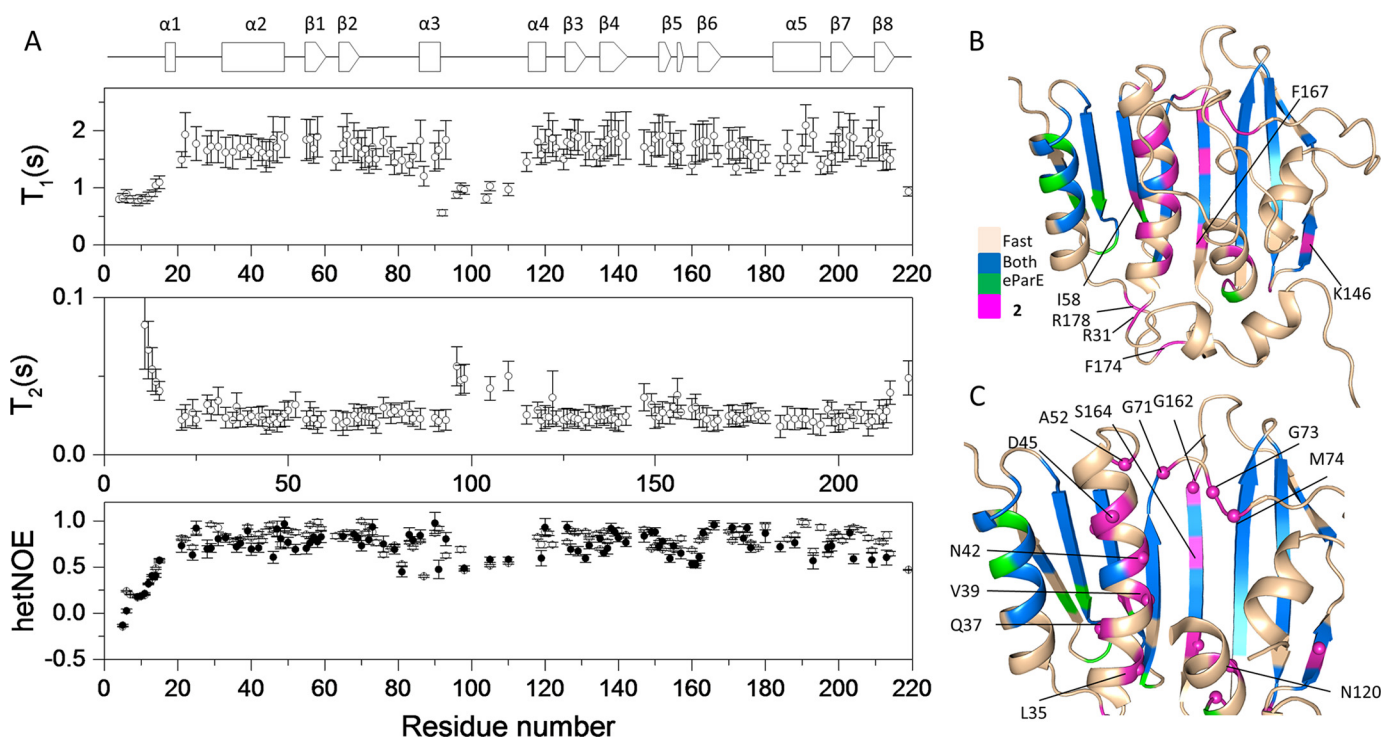 A
α1 α2 β1 β2 α3 α4 β3 β4 β5 β6 α5 β7 β8
T1(s)
2
1
0
0 20 40 60 80 100 120 140 160 180 200 220
T2(s)
0.1
0.0
0 50 100 150 200
hetNOE
1.0
0.5
0.0
-0.5
0 20 40 60 80 100 120 140 160 180 200 220
Residue number
B
F167
Fast
Both
eParE
2
I58
R178
R31
F174
K146
C
A52 S164 G71 G162
D45
G73
M74
N42
V39
Q37
L35
N120